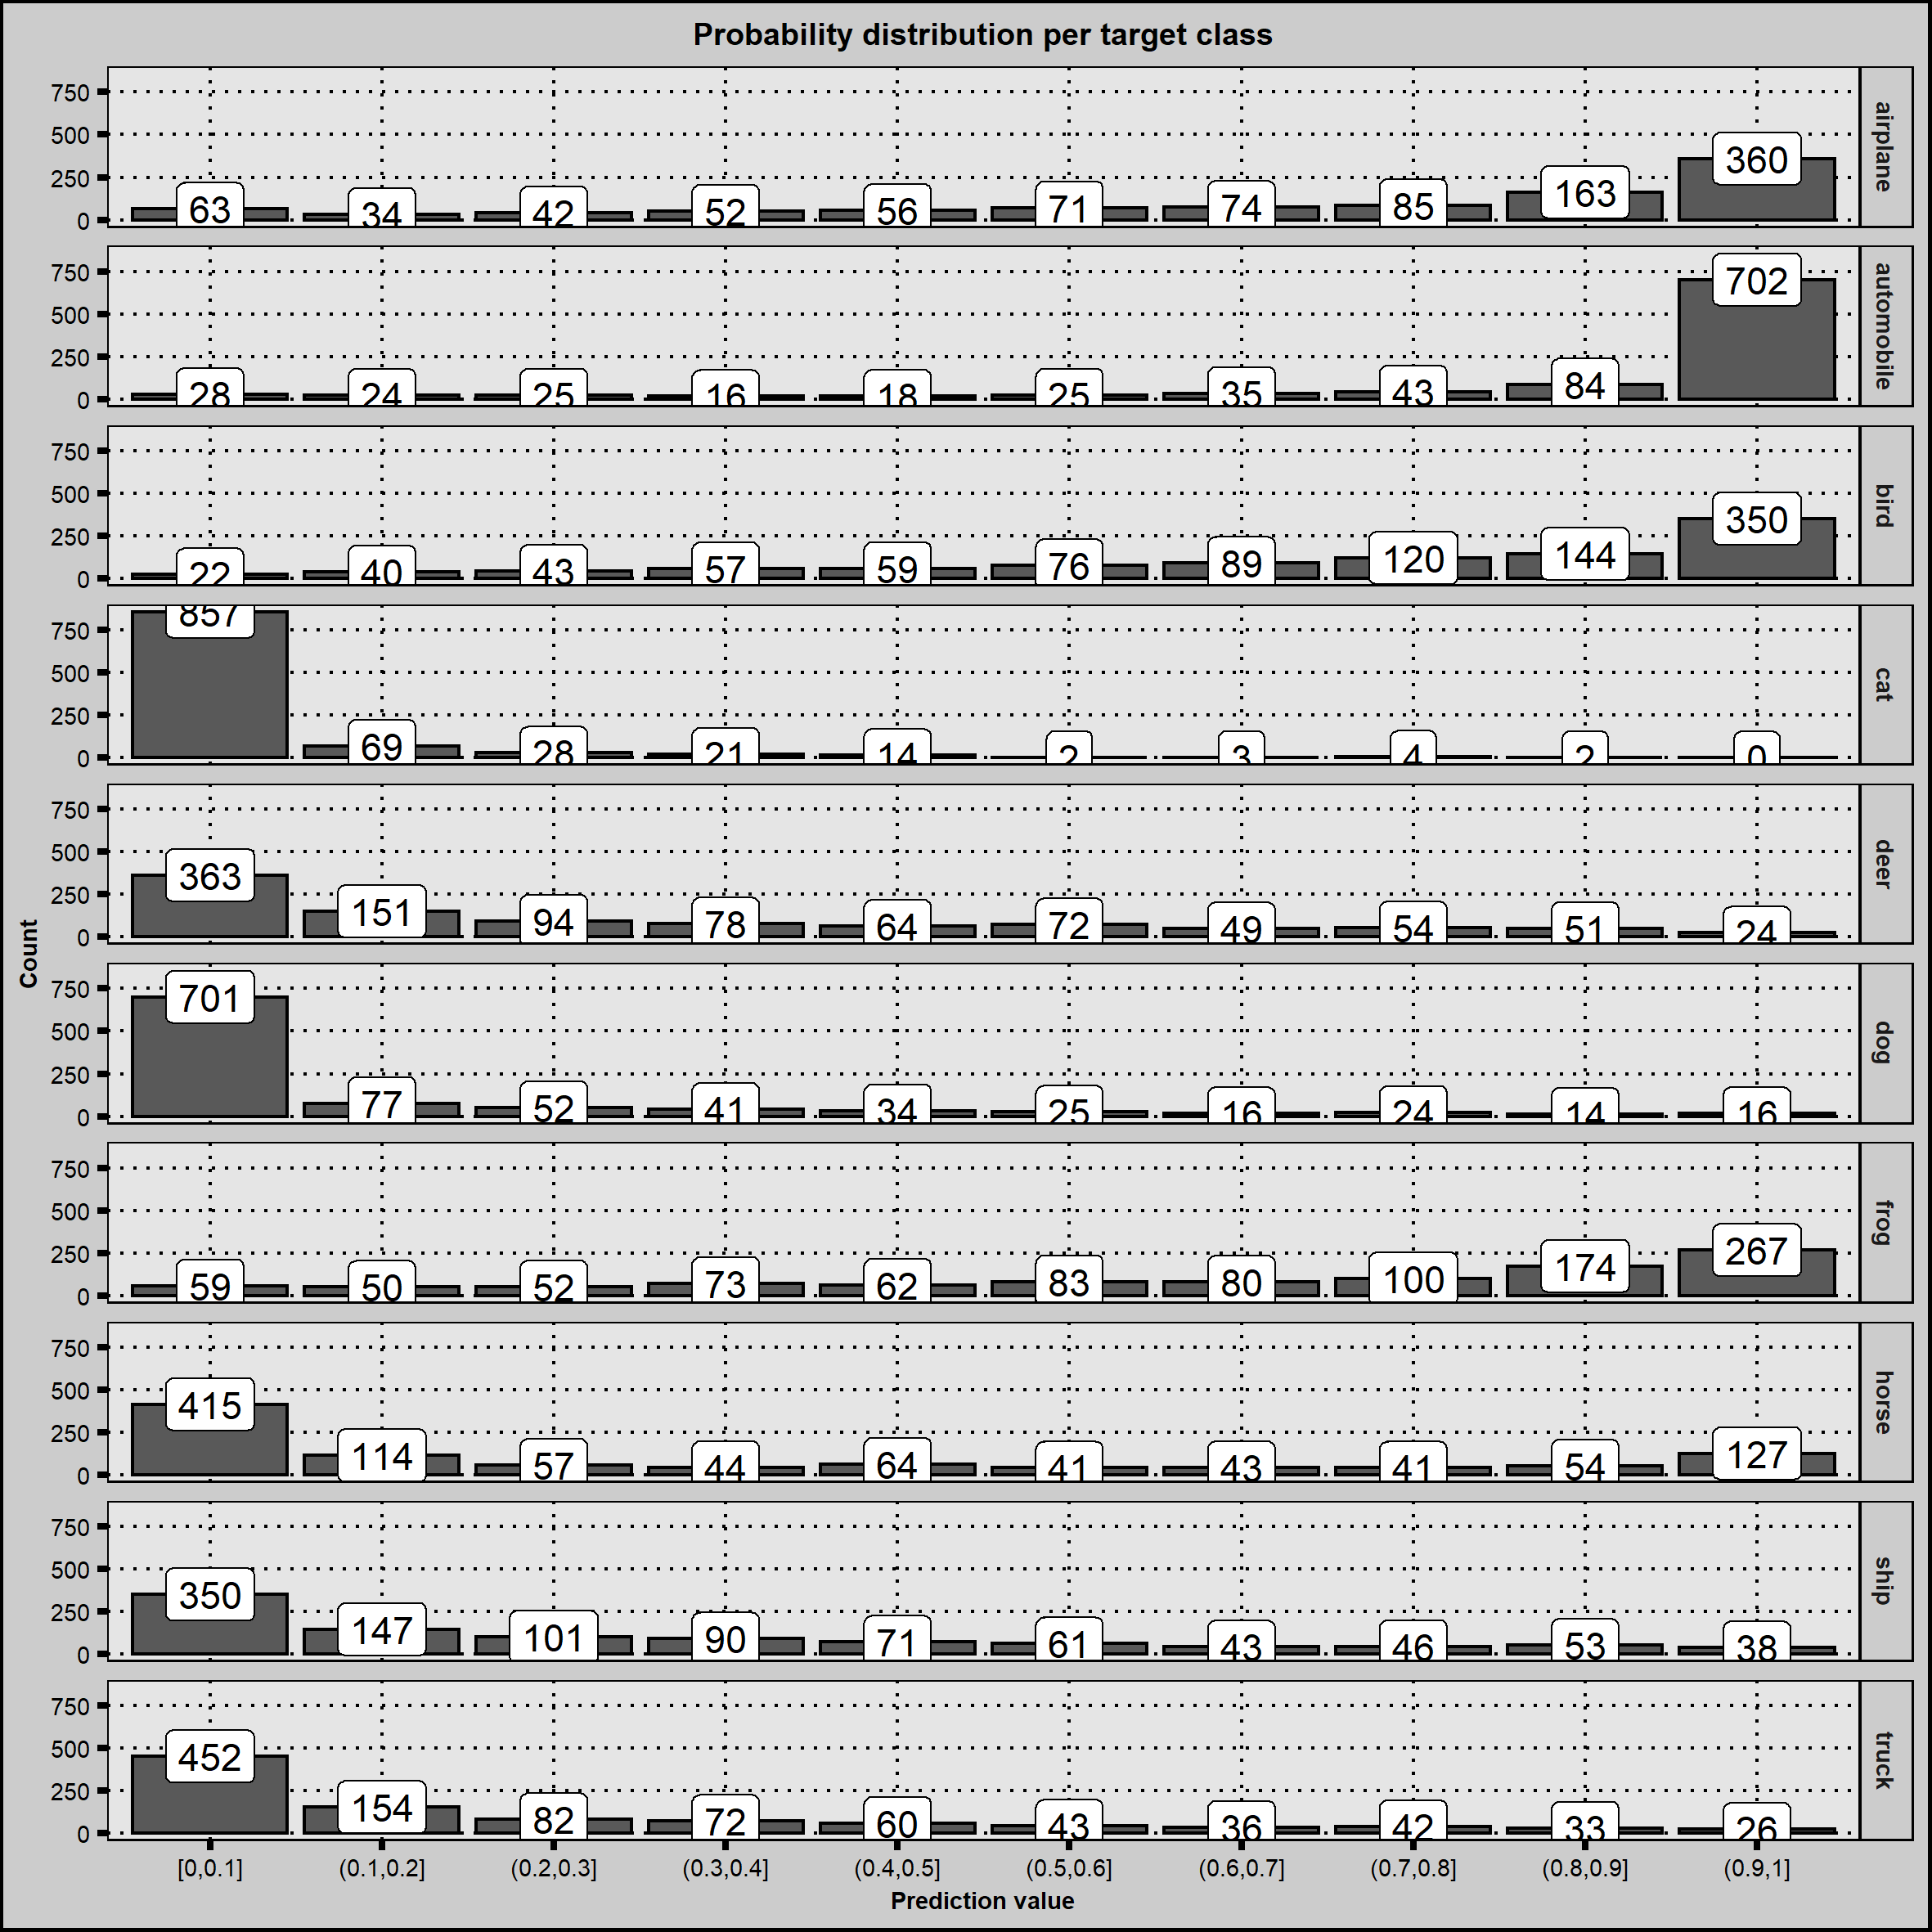 Probability distribution per target class
750
500
250
0
63 34 42 52 56 71 74 85 163 360
airplane
750
500
250
0
28 24 25 16 18 25 35 43 84 702
automobile
750
500
250
0
22 40 43 57 59 76 89 120 144 350
bird
750
500
250
0
857 69 28 21 14 2 3 4 2 0
cat
750
500
250
0
363 151 94 78 64 72 49 54 51 24
deer
Count
750
500
250
0
701 77 52 41 34 25 16 24 14 16
dog
750
500
250
0
59 50 52 73 62 83 80 100 174 267
frog
750
500
250
0
415 114 57 44 64 41 43 41 54 127
horse
750
500
250
0
350 147 101 90 71 61 43 46 53 38
ship
750
500
250
0
452 154 82 72 60 43 36 42 33 26
truck
[0,0.1] (0.1,0.2] (0.2,0.3] (0.3,0.4] (0.4,0.5] (0.5,0.6] (0.6,0.7] (0.7,0.8] (0.8,0.9] (0.9,1]
Prediction value